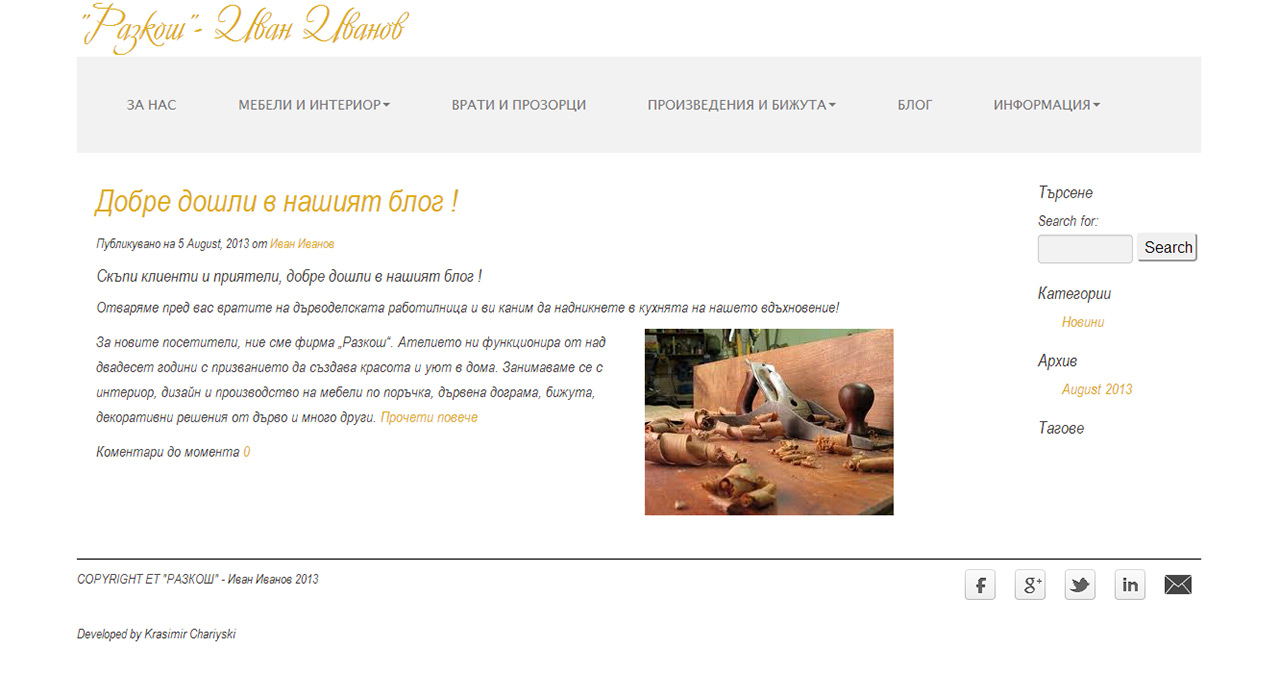 "Разкош"- Иван Иванов
ЗА НАС МЕБЕЛИ И ИНТЕРИОР ВРАТИ И ПРОЗОРЦИ ПРОИЗВЕДЕНИЯ И БИЖУТА БЛОГ ИНФОРМАЦИЯ
Добре дошли в нашият блог !
Публикувано на 5 August, 2013 от Иван Иванов
Скъпи клиенти и приятели, добре дошли в нашият блог !
Отваряме пред вас вратите на дърводелската работилница и ви каним да надникнете в кухнята на нашето вдъхновение!
За новите посетители, ние сме фирма „Разкош“. Ателието ни функционира от над
двадесет години с призванието да създава красота и уют в дома. Занимаваме се с
интериор, дизайн и производство на мебели по поръчка, дървена дограма, бижута,
декоративни решения от дърво и много други. Прочети повече
Коментари до момента 0
Търсене
Search for:
Search
Категории
Новини
Архив
August 2013
Тагове
COPYRIGHT ЕТ "РАЗКОШ" - Иван Иванов 2013
Developed by Krasimir Chariyski